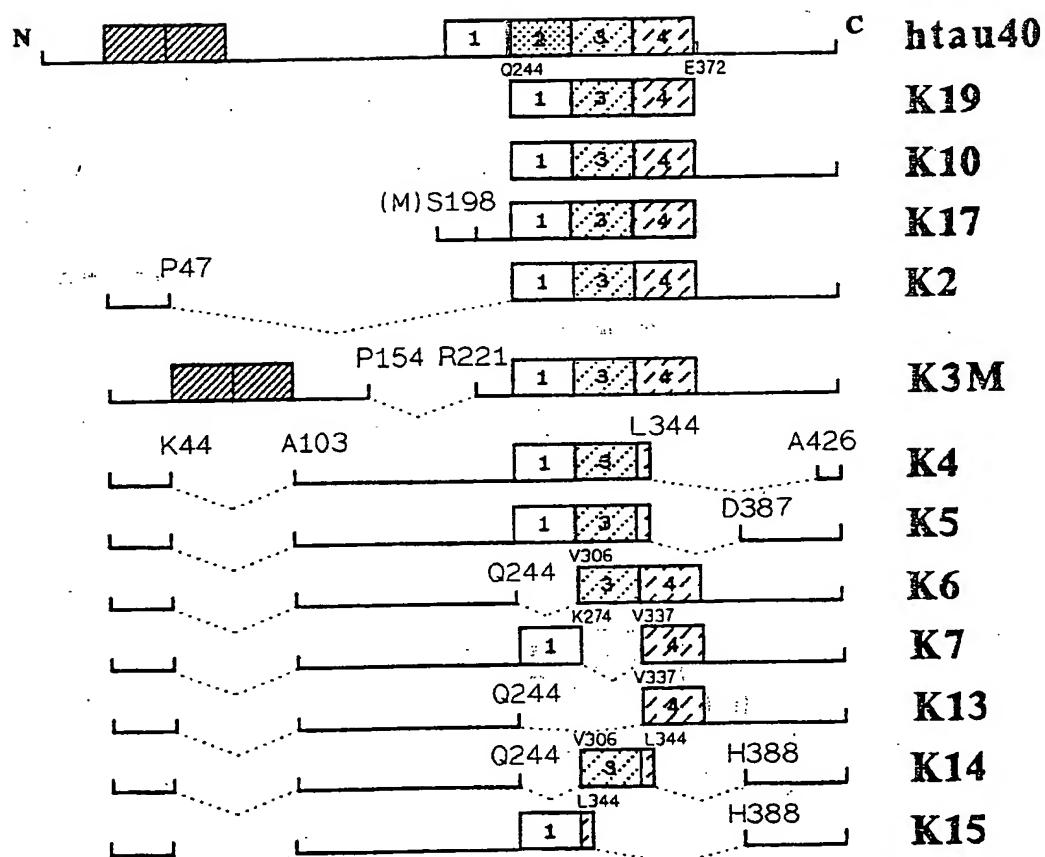 N 1 2 3 4 C htau40
Q244 E372
1 3 4 K19
1 3 4 K10
(M)S198
1 3 4 K17
P47
1 3 4 K2
P154 R221
1 3 4 K3M
L344
K44 A103 A426
1 3 K4
D387
1 3 K5
V306
Q244 3 4 K6
K274 V337
1 4 K7
V337
Q244 4 K13
V306 L344
Q244 3 H388 K14
L344
1 H388 K15